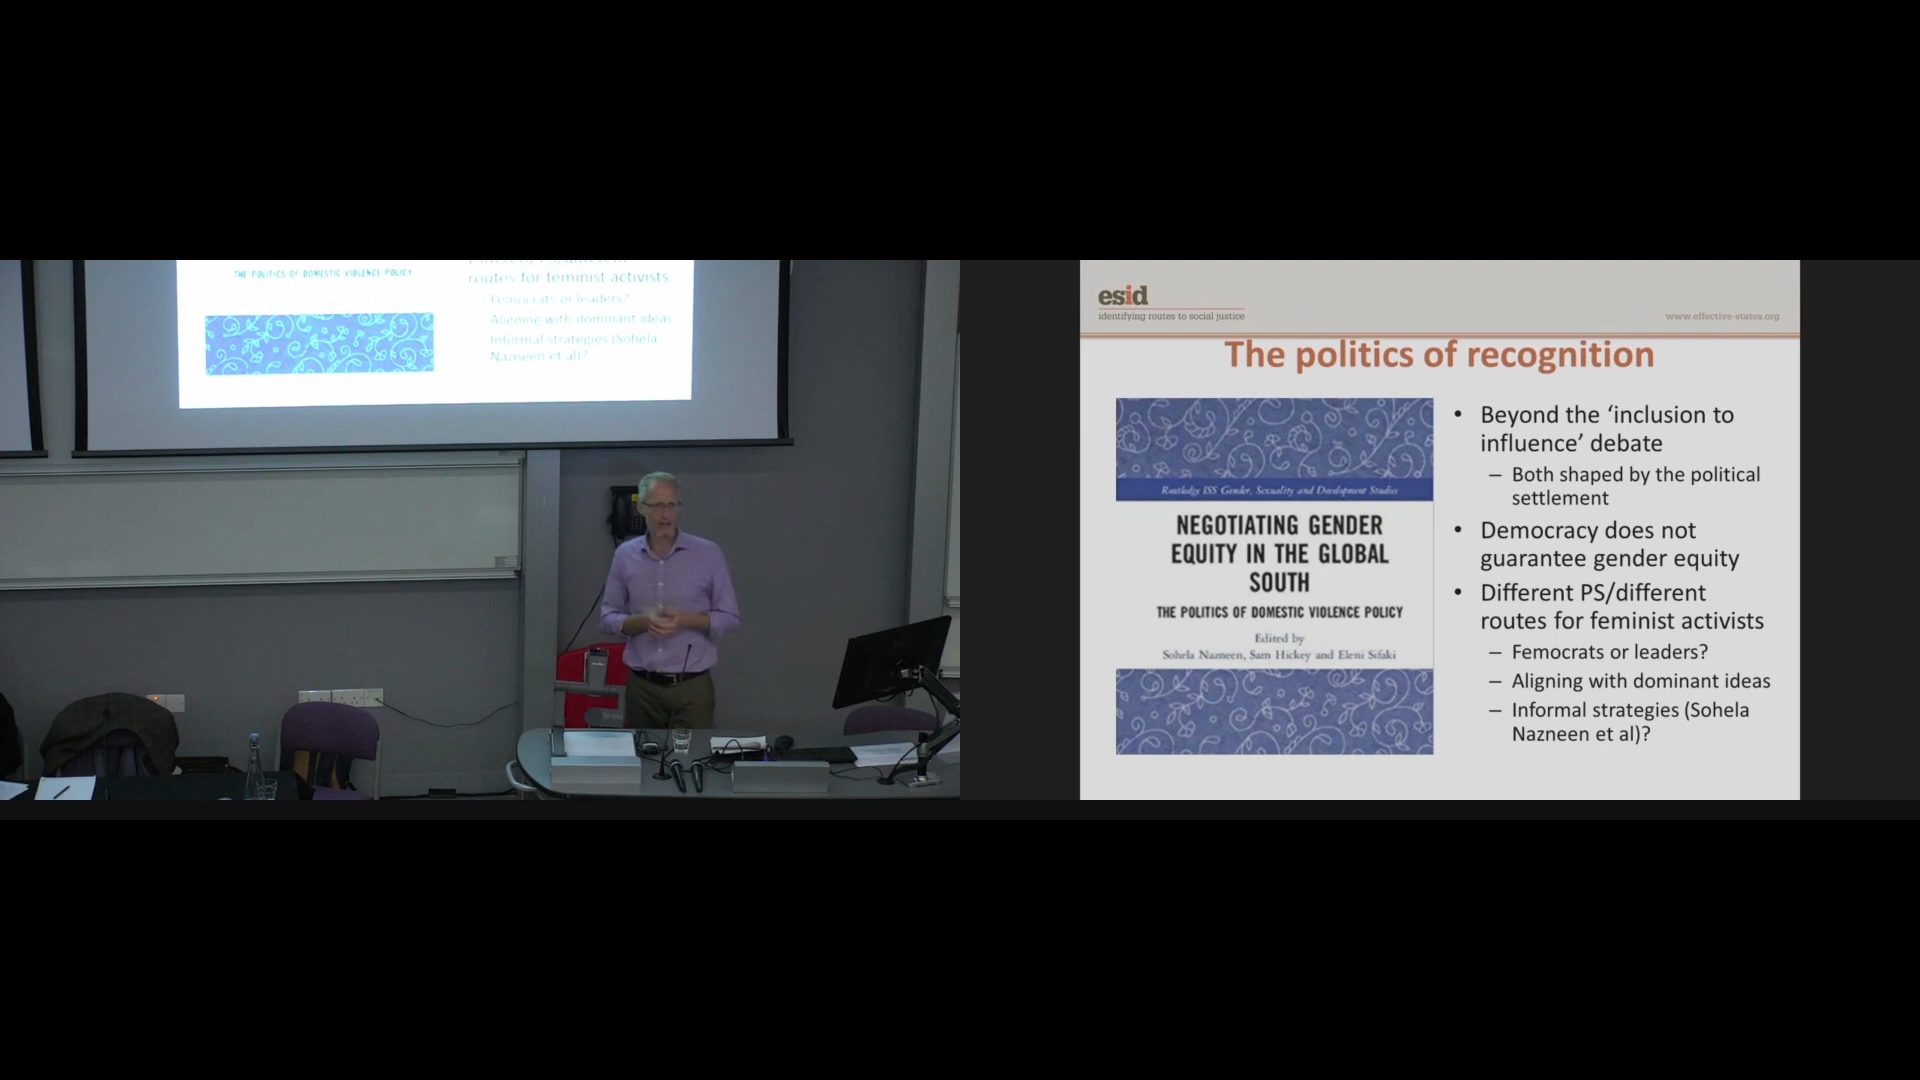 THE POLITICS OF DOMESTIC VIOLENCE POLICY
routes for feminist activists
Femocrats or leaders?
Aligning with dominant ideas
Informal strategies (Sohela
Nazneen et al)?
esid
identifying routes to social justice
www.effective-states.org
The politics of recognition
Routledge ISS Gender, Sexuality and Development Studies
NEGOTIATING GENDER
EQUITY IN THE GLOBAL
SOUTH
THE POLITICS OF DOMESTIC VIOLENCE POLICY
Edited by
Sohela Nazneen, Sam Hickey and Eleni Sifaki
• Beyond the ‘inclusion to
influence’ debate
– Both shaped by the political
settlement
• Democracy does not
guarantee gender equity
• Different PS/different
routes for feminist activists
– Femocrats or leaders?
– Aligning with dominant ideas
– Informal strategies (Sohela
Nazneen et al)?